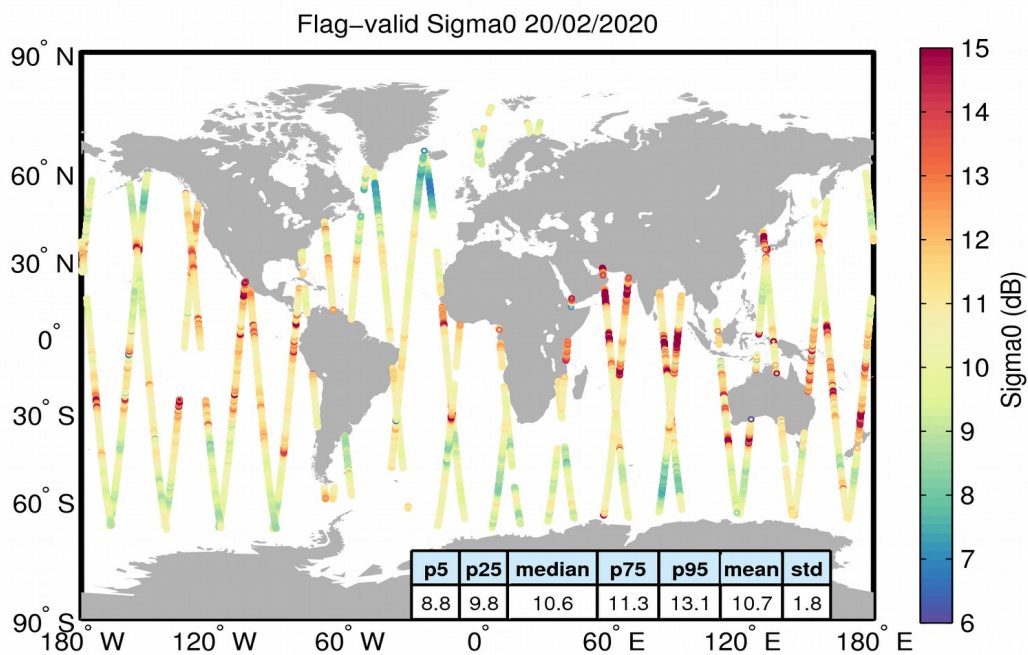 Flag−valid Sigma0 20/02/2020
90° N
60° N
30° N
0°
30° S
60° S
90° S
180° W
120° W
60° W
0°
60° E
120° E
180° E
15
14
13
12
11
10
9
8
7
6
Sigma0 (dB)
p5 p25 median p75 p95 mean std
8.8 9.8 10.6 11.3 13.1 10.7 1.8